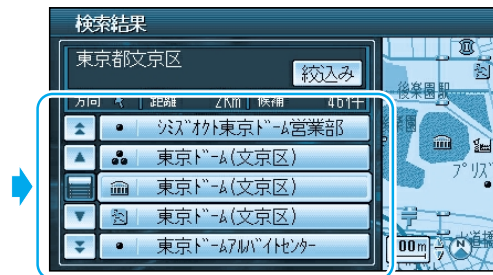 検索結果
東京都文京区
絞込み
方向 距離 2Km 候補 46件
ｼﾐｽﾞｵｸﾄ東京ﾄﾞｰﾑ営業部
東京ﾄﾞｰﾑ(文京区)
東京ﾄﾞｰﾑ(文京区)
東京ﾄﾞｰﾑ(文京区)
東京ﾄﾞｰﾑｱﾙﾊﾞｲﾄｾﾝﾀｰ
後楽園駅
ﾌﾟﾘｽﾞ
水道橋
00m